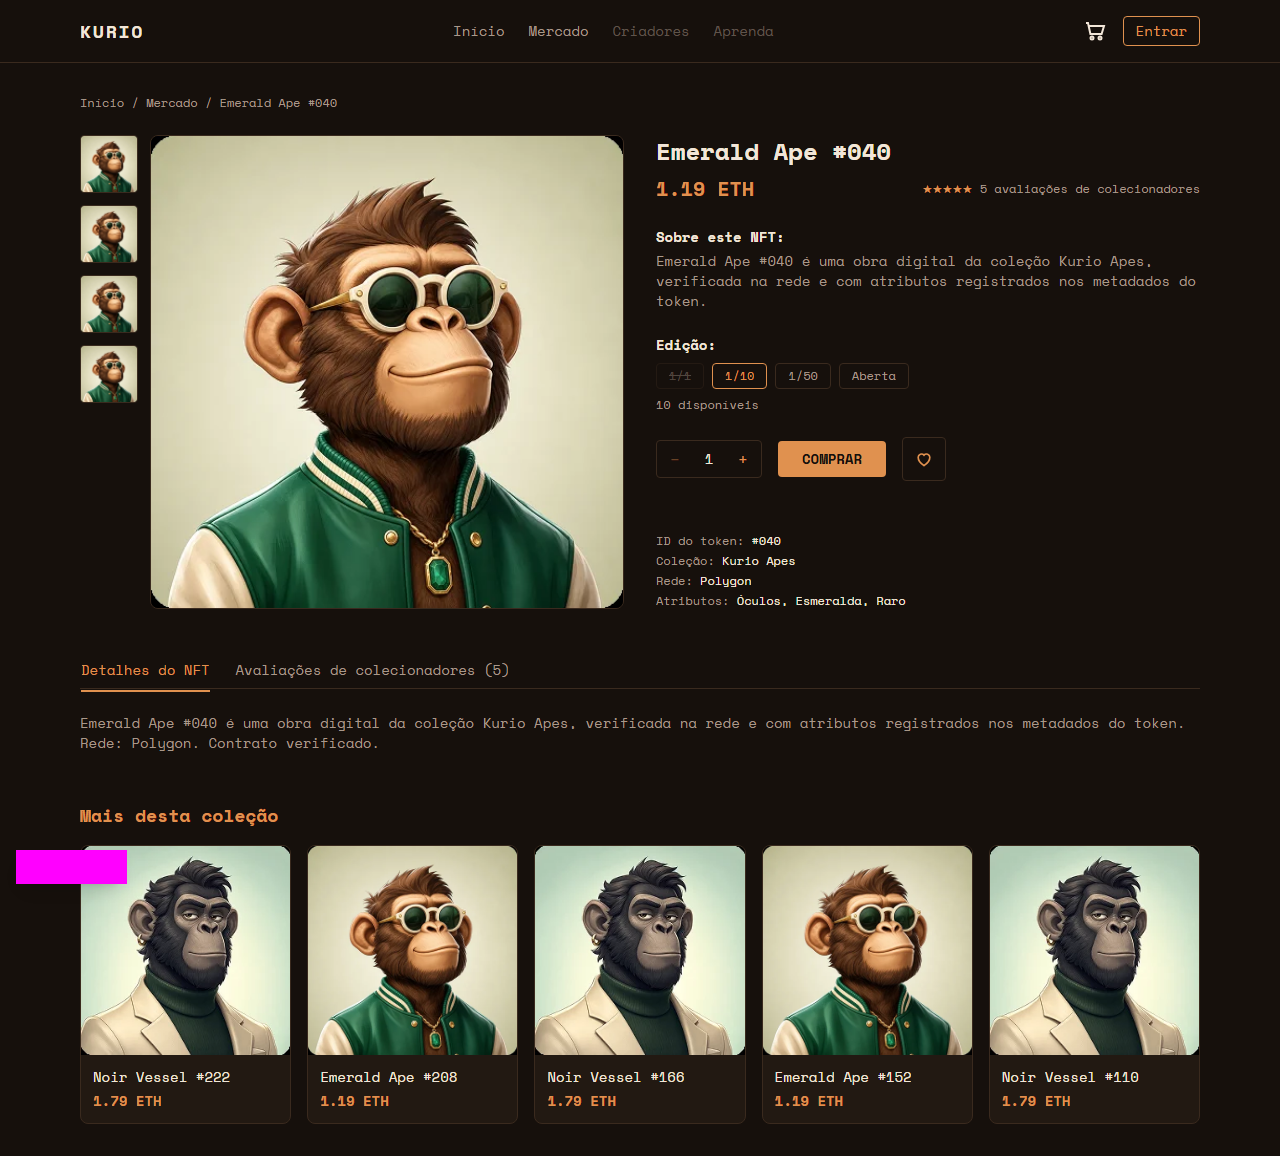 KURIO
Início
Mercado
Criadores
Aprenda
Entrar
Início / Mercado / Emerald Ape #040
Emerald Ape #040
1.19 ETH
★★★★★ 5 avaliações de colecionadores
Sobre este NFT:
Emerald Ape #040 é uma obra digital da coleção Kurio Apes,
verificada na rede e com atributos registrados nos metadados do
token.
Edição:
1/1
1/10
1/50
Aberta
10 disponíveis
− 1 +
COMPRAR
ID do token: #040
Coleção: Kurio Apes
Rede: Polygon
Atributos: Óculos, Esmeralda, Raro
Detalhes do NFT
Avaliações de colecionadores (5)
Emerald Ape #040 é uma obra digital da coleção Kurio Apes, verificada na rede e com atributos registrados nos metadados do token.
Rede: Polygon. Contrato verificado.
Mais desta coleção
Noir Vessel #222
1.79 ETH
Emerald Ape #208
1.19 ETH
Noir Vessel #166
1.79 ETH
Emerald Ape #152
1.19 ETH
Noir Vessel #110
1.79 ETH